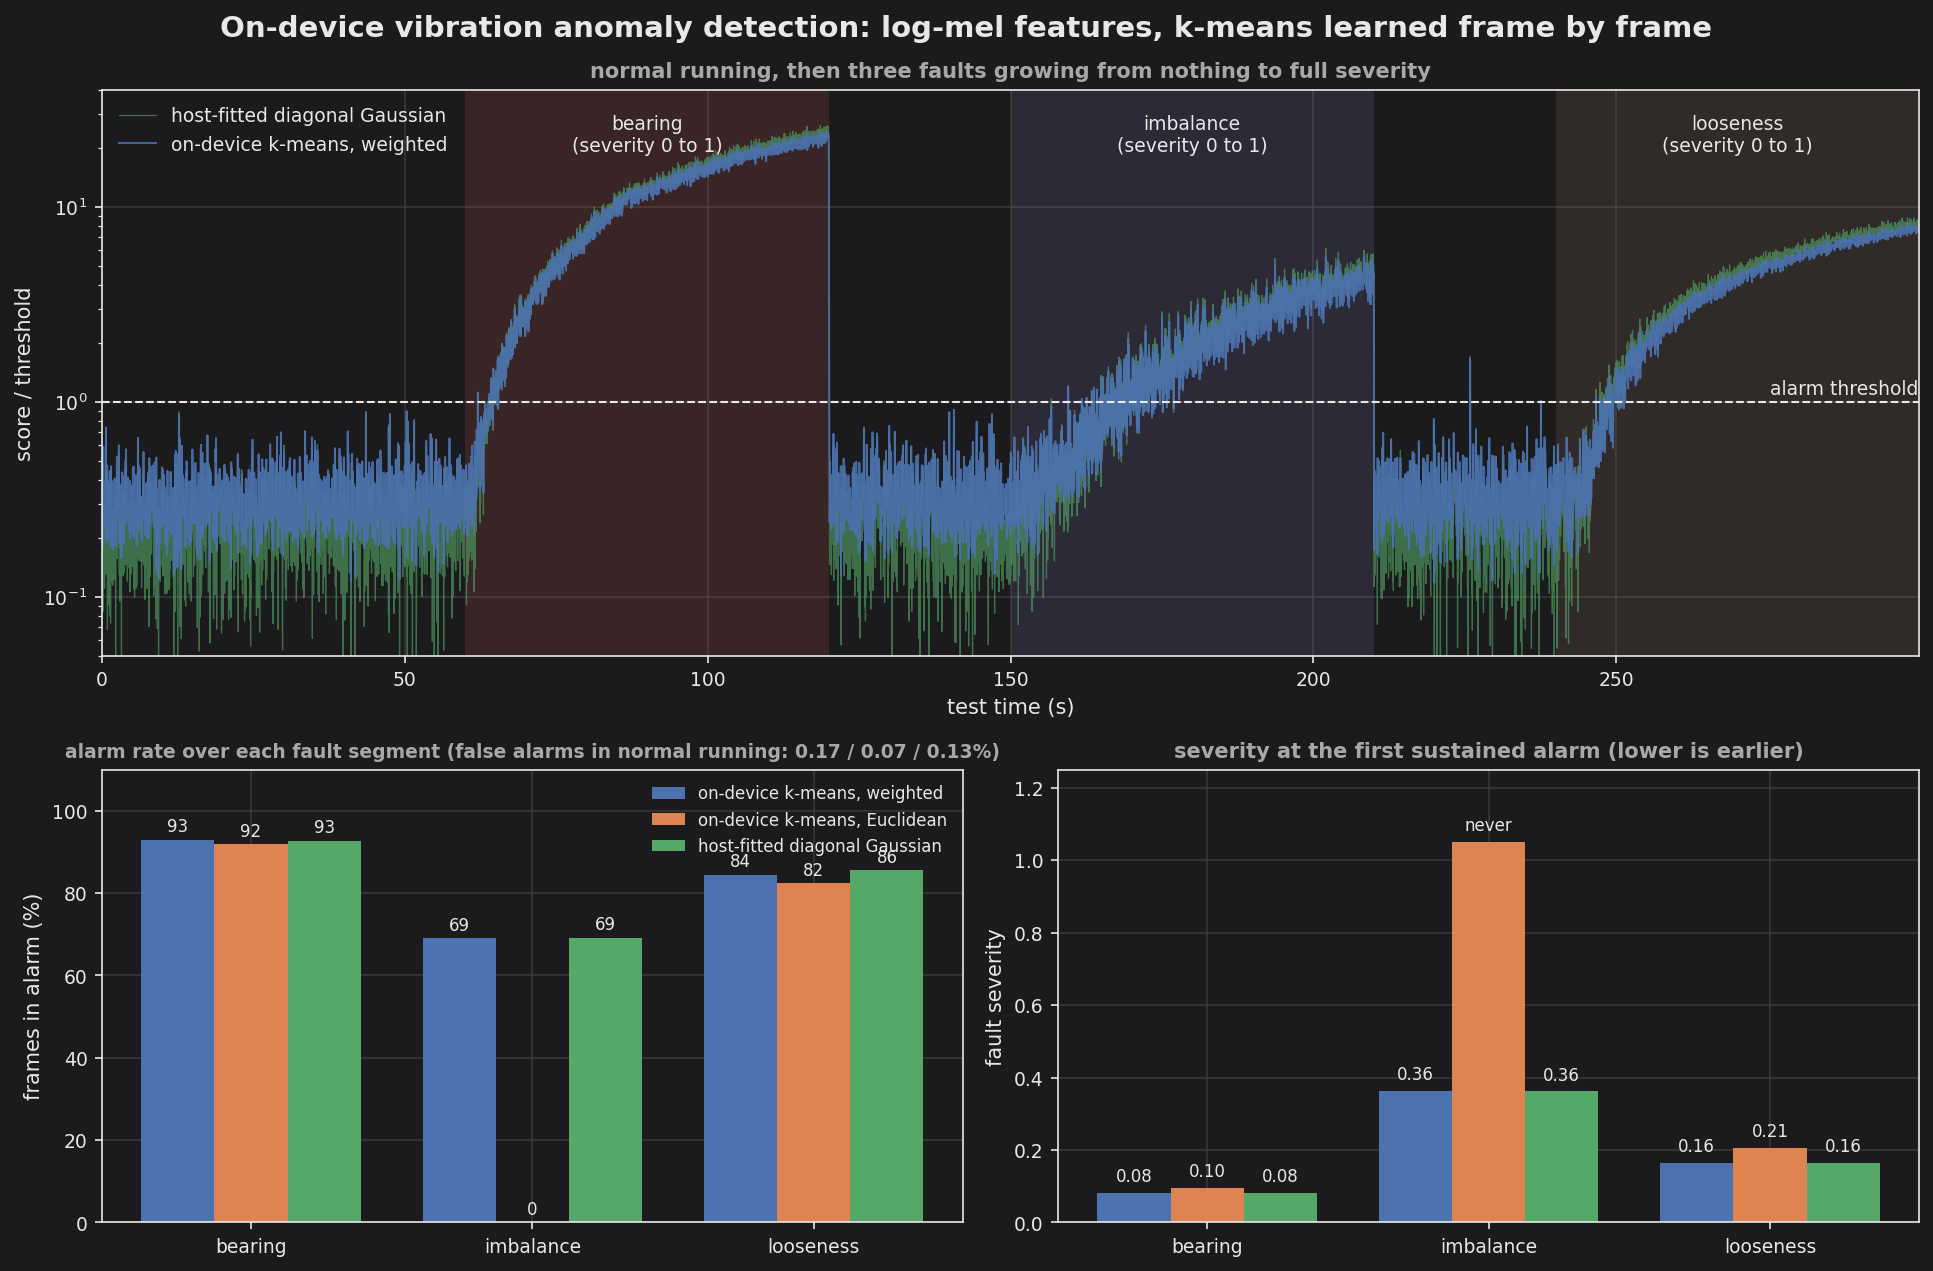 On-device vibration anomaly detection: log-mel features, k-means learned frame by frame
normal running, then three faults growing from nothing to full severity
host-fitted diagonal Gaussian
on-device k-means, weighted
bearing
(severity 0 to 1)
imbalance
(severity 0 to 1)
looseness
(severity 0 to 1)
alarm threshold
score / threshold
10¹
10⁰
10⁻¹
0
50
100
150
200
250
test time (s)
alarm rate over each fault segment (false alarms in normal running: 0.17 / 0.07 / 0.13%)
on-device k-means, weighted
on-device k-means, Euclidean
host-fitted diagonal Gaussian
frames in alarm (%)
100
80
60
40
20
0
93
92
93
69
0
69
84
82
86
bearing
imbalance
looseness
severity at the first sustained alarm (lower is earlier)
fault severity
1.2
1.0
0.8
0.6
0.4
0.2
0.0
0.08
0.10
0.08
0.36
never
0.36
0.16
0.21
0.16
bearing
imbalance
looseness